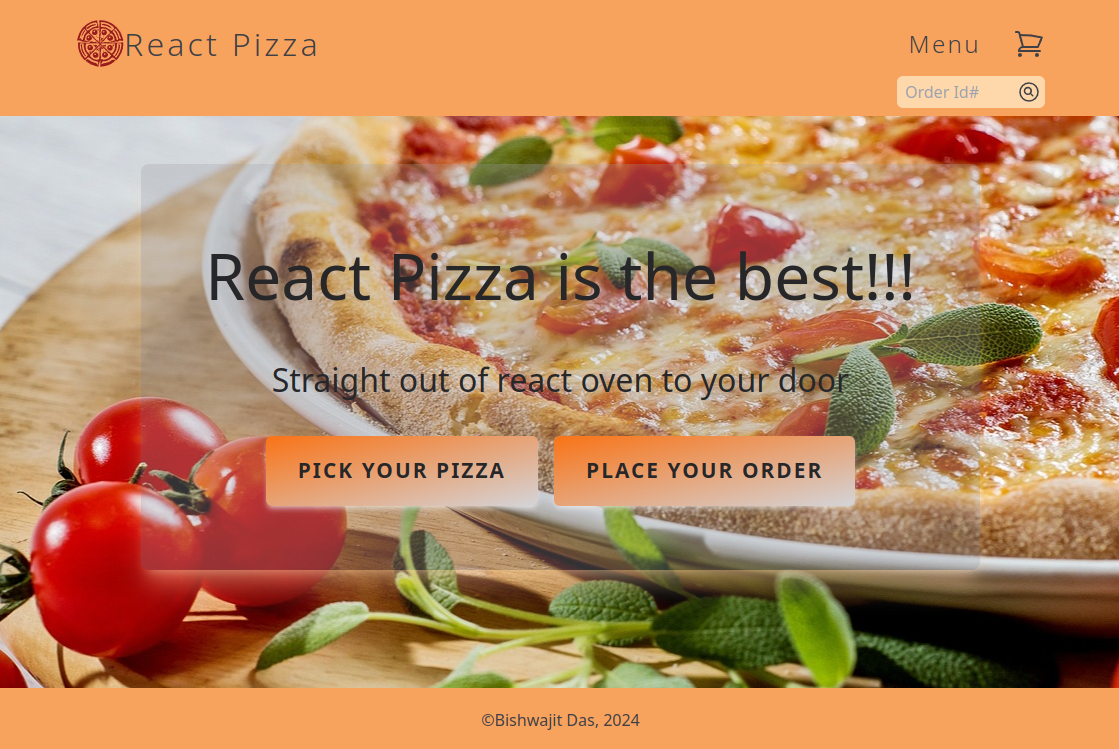 React Pizza
Menu
Order Id#
React Pizza is the best!!!
Straight out of react oven to your door
PICK YOUR PIZZA
PLACE YOUR ORDER
©Bishwajit Das, 2024